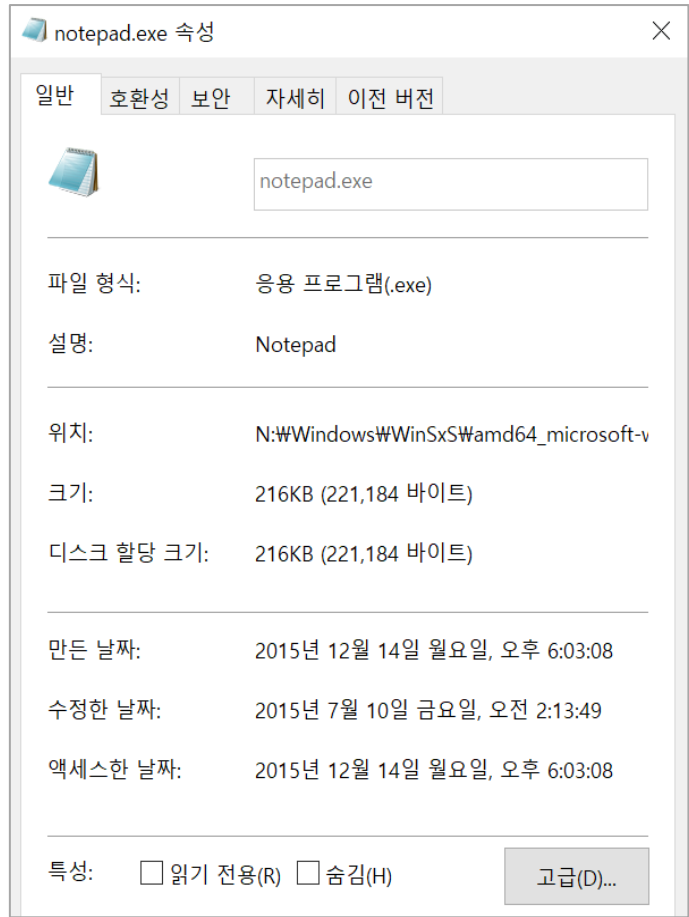 notepad.exe 속성
일반 호환성 보안 자세히 이전 버전
notepad.exe
파일 형식: 응용 프로그램(.exe)
설명: Notepad
위치: N:₩Windows₩WinSxS₩amd64_microsoft-w
크기: 216KB (221,184 바이트)
디스크 할당 크기: 216KB (221,184 바이트)
만든 날짜: 2015년 12월 14일 월요일, 오후 6:03:08
수정한 날짜: 2015년 7월 10일 금요일, 오전 2:13:49
액세스한 날짜: 2015년 12월 14일 월요일, 오후 6:03:08
특성: 읽기 전용(R) 숨김(H) 고급(D)...